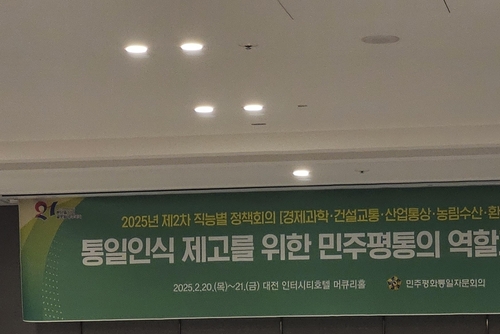 2025년 제2차 직능별 정책회의 [경제과학·건설교통·산업통상·농림수산·환
통일인식 제고를 위한 민주평통의 역할
2025.2.20.(목)~21.(금) 대전 인터시티호텔 머큐리홀
민주평화통일자문회의